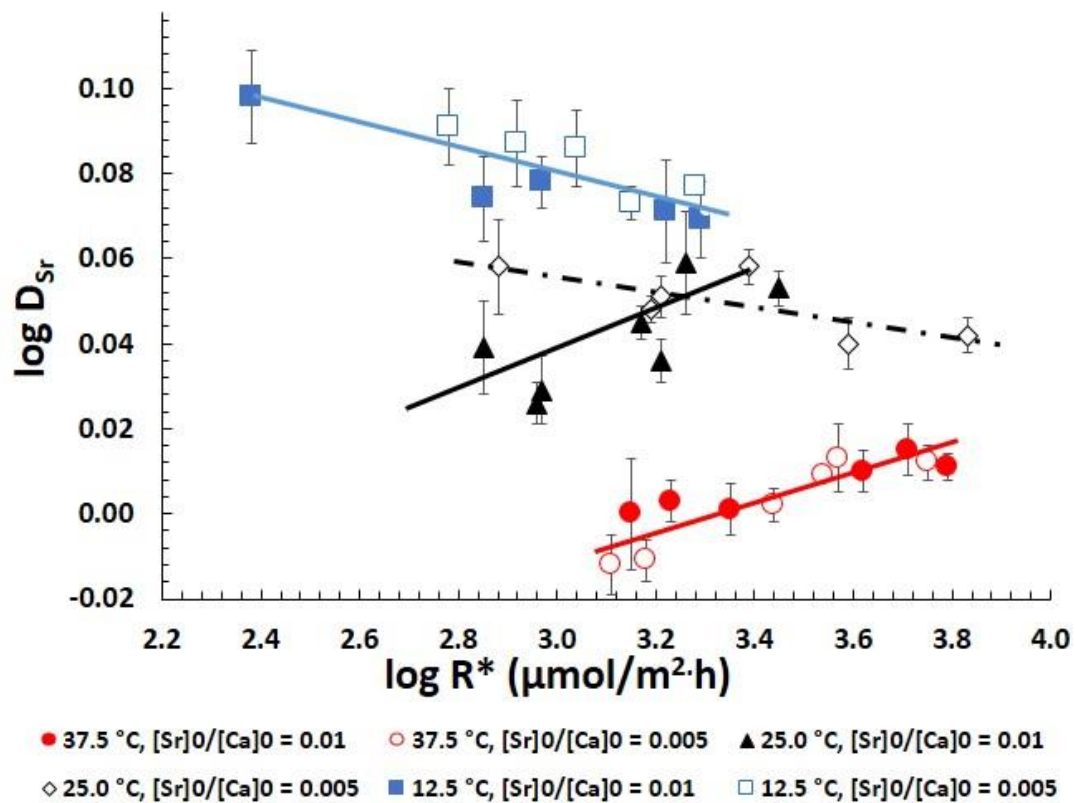 0.10
0.08
0.06
0.04
0.02
0.00
-0.02
log D_Sr
2.2 2.4 2.6 2.8 3.0 3.2 3.4 3.6 3.8 4.0
log R* (μmol/m²·h)
37.5 °C, [Sr]0/[Ca]0 = 0.01 37.5 °C, [Sr]0/[Ca]0 = 0.005 25.0 °C, [Sr]0/[Ca]0 = 0.01
25.0 °C, [Sr]0/[Ca]0 = 0.005 12.5 °C, [Sr]0/[Ca]0 = 0.01 12.5 °C, [Sr]0/[Ca]0 = 0.005